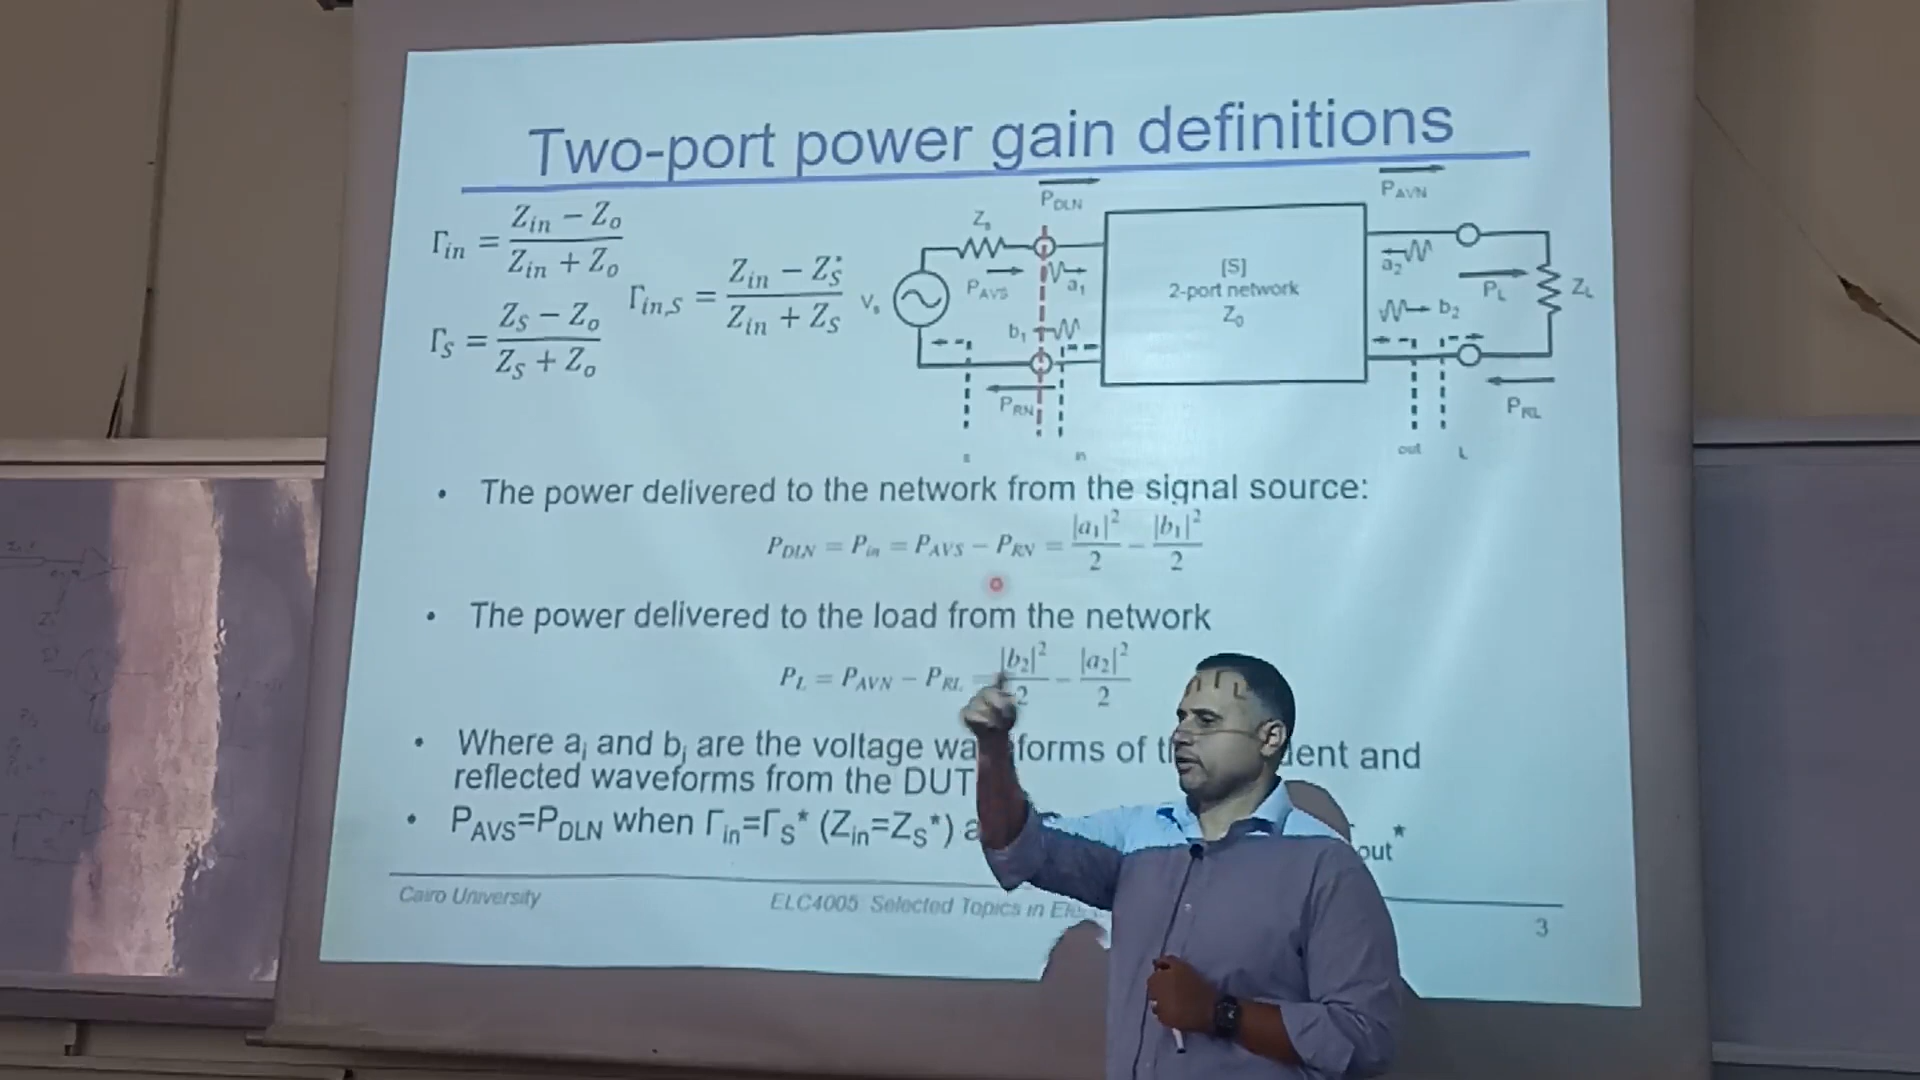 Two-port power gain definitions
Γin = (Zin − Zo) / (Zin + Zo)
ΓS = (ZS − Zo) / (ZS + Zo)
Γin,S = (Zin − ZS*) / (Zin + ZS)
Vs
Zs
PAVS
PDLN
a1
b1
PRN
s
in
[S]
2-port network
Z0
PAVN
a2
b2
PL
ZL
PRL
out
L
• The power delivered to the network from the signal source:
PDLN = Pin = PAVS − PRN = |a1|²/2 − |b1|²/2
• The power delivered to the load from the network
PL = PAVN − PRL = |b2|²/2 − |a2|²/2
• Where ai and bi are the voltage wa forms of t ent and
reflected waveforms from the DUT
• PAVS=PDLN when Γin=ΓS* (Zin=ZS*) a out*
Cairo University
ELC4005: Selected Topics in Ele
3